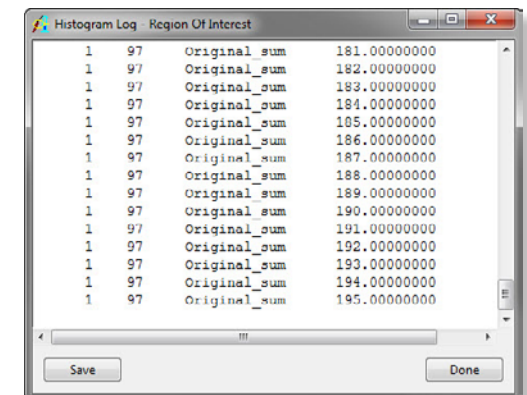 Histogram Log - Region Of Interest
1 97 Original_sum 181.00000000
1 97 Original_sum 182.00000000
1 97 Original_sum 183.00000000
1 97 Original_sum 184.00000000
1 97 Original_sum 185.00000000
1 97 Original_sum 186.00000000
1 97 Original_sum 187.00000000
1 97 Original_sum 188.00000000
1 97 Original_sum 189.00000000
1 97 Original_sum 190.00000000
1 97 Original_sum 191.00000000
1 97 Original_sum 192.00000000
1 97 Original_sum 193.00000000
1 97 Original_sum 194.00000000
1 97 Original_sum 195.00000000
Save Done